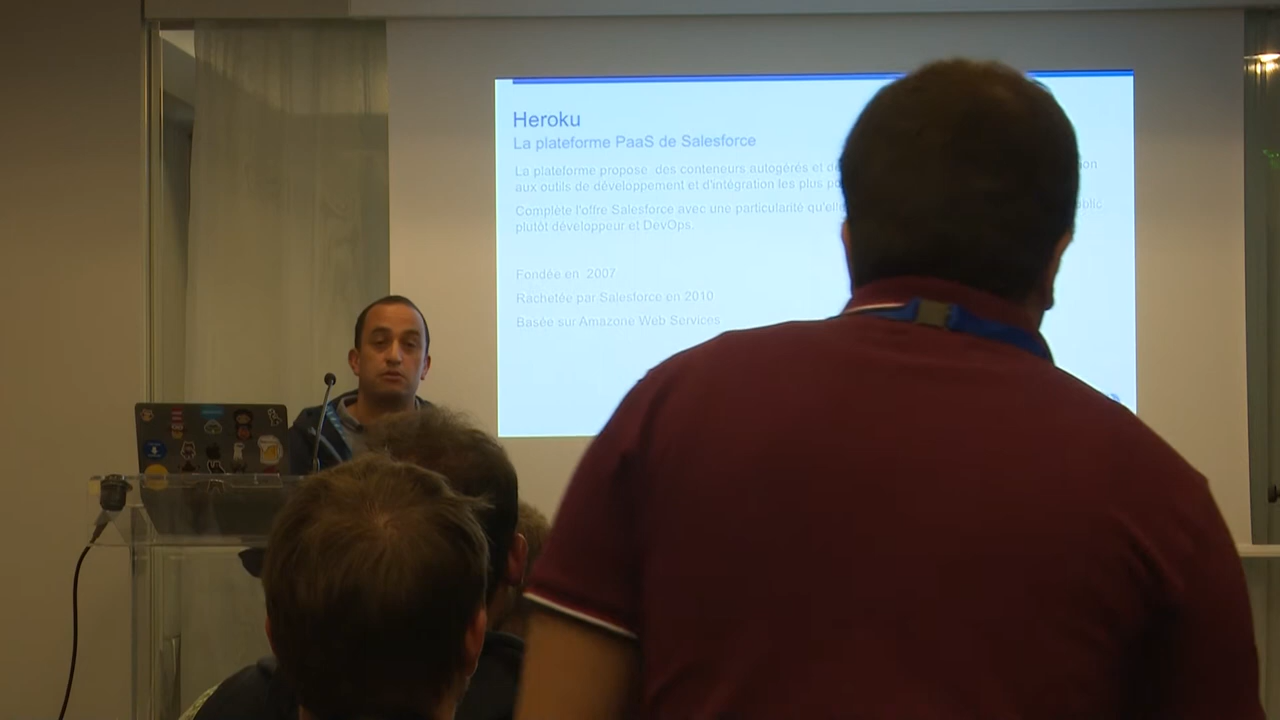 Heroku
La plateforme PaaS de Salesforce
La plateforme propose des conteneurs autogérés et
aux outils de développement et d'intégration les plus
Complète l'offre Salesforce avec une particularité
plutôt développeur et DevOps.
Fondée en 2007
Rachetée par Salesforce en 2010
Basée sur Amazone Web Services